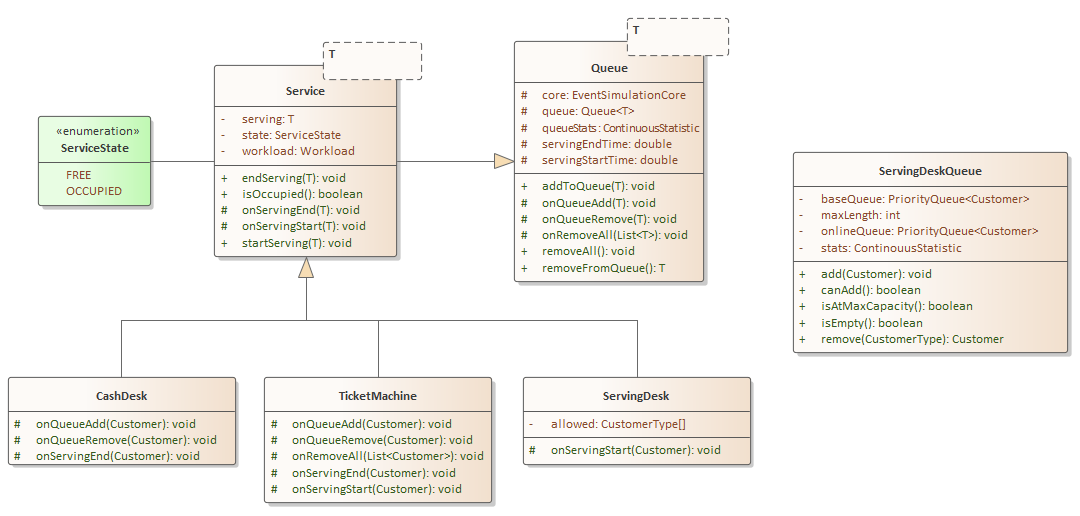 T
Service
- serving: T
- state: ServiceState
- workload: Workload
+ endServing(T): void
+ isOccupied(): boolean
# onServingEnd(T): void
# onServingStart(T): void
+ startServing(T): void
T
Queue
# core: EventSimulationCore
# queue: Queue<T>
# queueStats: ContinuousStatistic
# servingEndTime: double
# servingStartTime: double
+ addToQueue(T): void
# onQueueAdd(T): void
# onQueueRemove(T): void
# onRemoveAll(List<T>): void
+ removeAll(): void
+ removeFromQueue(): T
«enumeration»
ServiceState
FREE
OCCUPIED
ServingDeskQueue
- baseQueue: PriorityQueue<Customer>
- maxLength: int
- onlineQueue: PriorityQueue<Customer>
- stats: ContinouusStatistic
+ add(Customer): void
+ canAdd(): boolean
+ isAtMaxCapacity(): boolean
+ isEmpty(): boolean
+ remove(CustomerType): Customer
CashDesk
# onQueueAdd(Customer): void
# onQueueRemove(Customer): void
# onServingEnd(Customer): void
TicketMachine
# onQueueAdd(Customer): void
# onQueueRemove(Customer): void
# onRemoveAll(List<Customer>): void
# onServingEnd(Customer): void
# onServingStart(Customer): void
ServingDesk
- allowed: CustomerType[]
# onServingStart(Customer): void